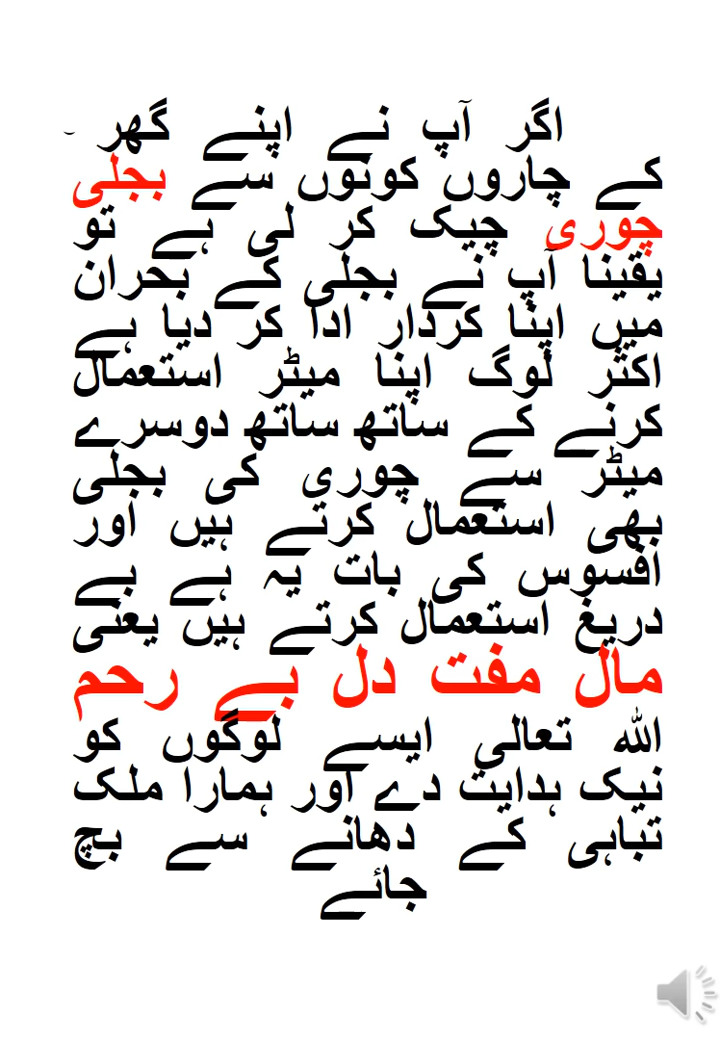 اگر آپ نے اپنے گھر ۔
کے چاروں کونوں سے بجلی
چوری چیک کر لی ہے تو
یقینا آپ نے بجلی کے بحران
میں اپنا کردار ادا کر دیا ہے
اکثر لوگ اپنا میٹر استعمال
کرنے کے ساتھ ساتھ دوسرے
میٹر سے چوری کی بجلی
بھی استعمال کرتے ہیں اور
افسوس کی بات یہ ہے بے
دریغ استعمال کرتے ہیں یعنی
مال مفت دل بے رحم
الله تعالی ایسے لوگوں کو
نیک ہدایت دے اور ہمارا ملک
تباہی کے دھانے سے بچ
جائے